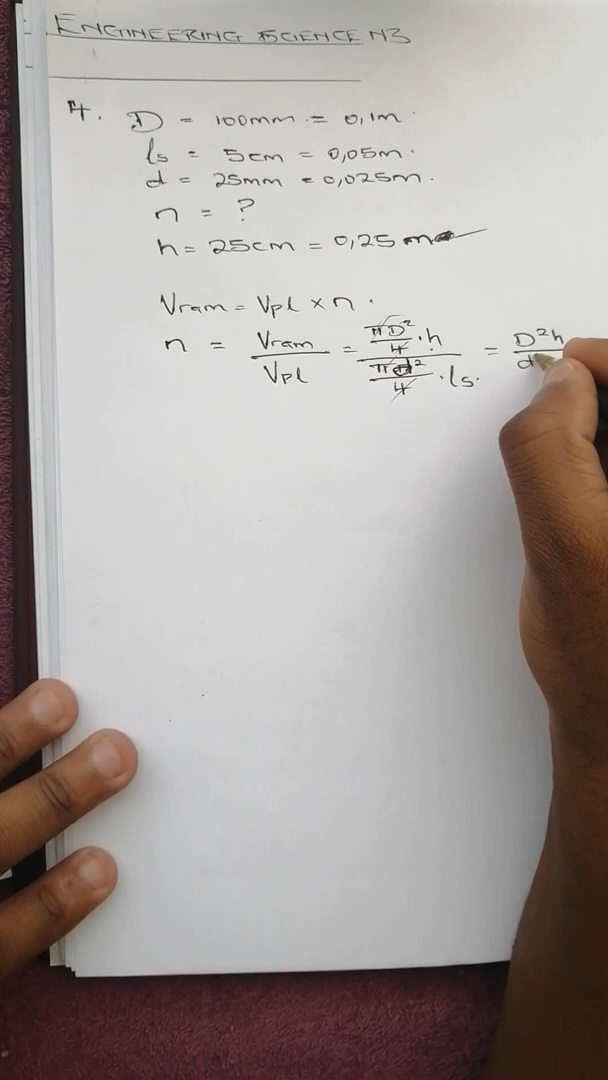 ENGINEERING SCIENCE N3
4. D = 100mm = 0,1m.
ls = 5cm = 0,05m.
d = 25mm = 0,025m.
n = ?
h = 25cm = 0,25m
Vram = Vpl × n.
n = Vram/Vpl = (πD²/4 · h)/(πd²/4 · ls.) = D²h/d